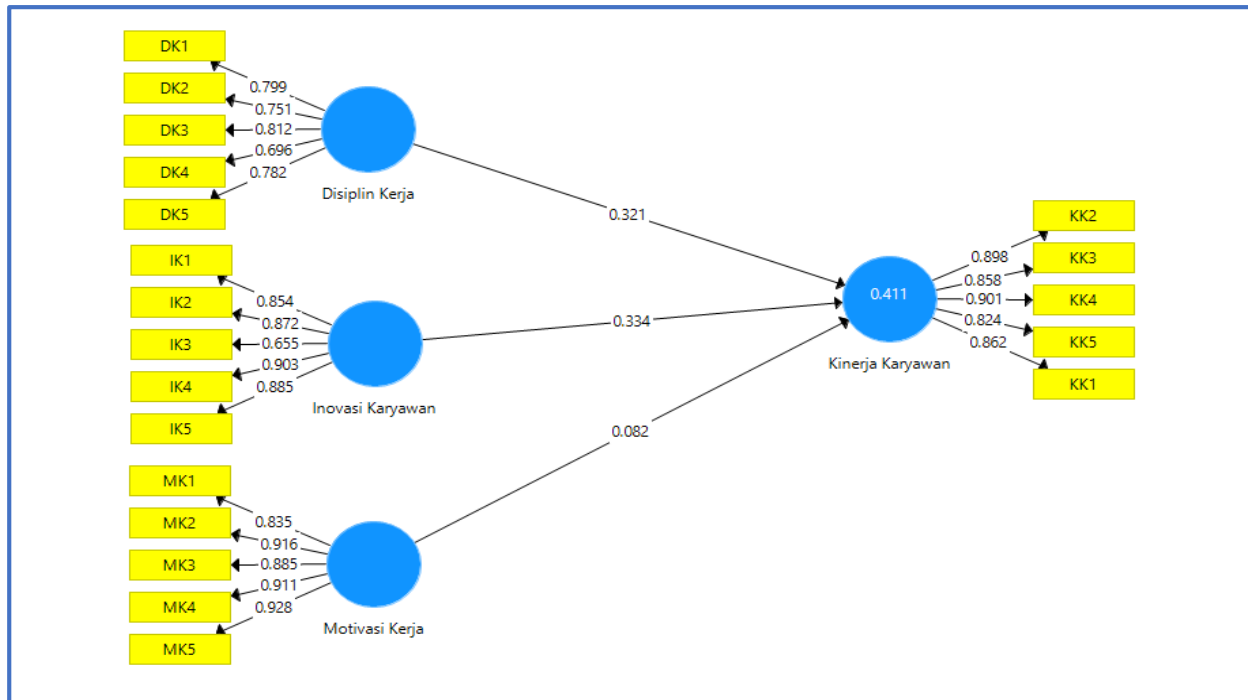 DK1
DK2
DK3
DK4
DK5
0.799
0.751
0.812
0.696
0.782
Disiplin Kerja
IK1
IK2
IK3
IK4
IK5
0.854
0.872
0.655
0.903
0.885
Inovasi Karyawan
MK1
MK2
MK3
MK4
MK5
0.835
0.916
0.885
0.911
0.928
Motivasi Kerja
0.321
0.334
0.082
0.411
Kinerja Karyawan
0.898
0.858
0.901
0.824
0.862
KK2
KK3
KK4
KK5
KK1